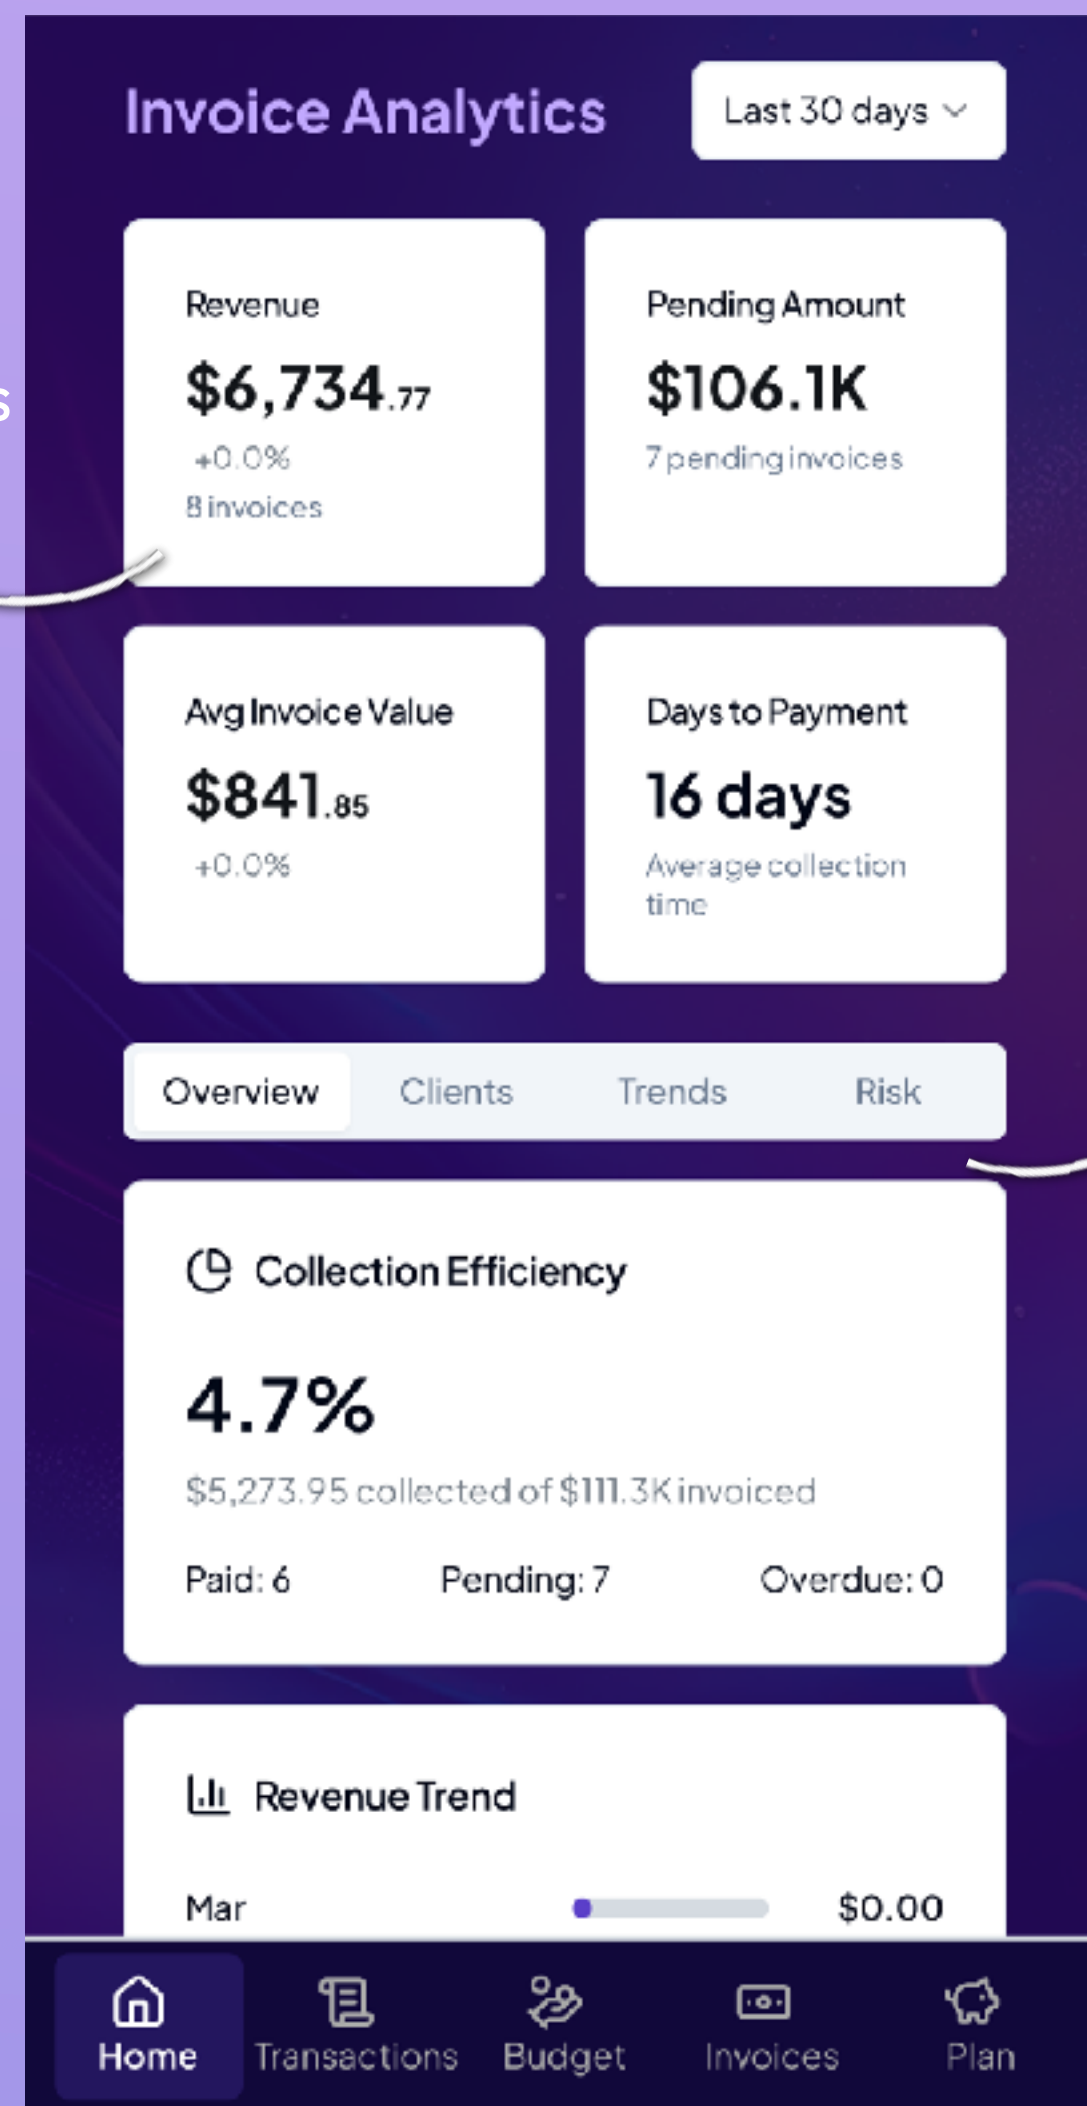 Invoice Analytics
Last 30 days
Revenue
$6,734.77
+0.0%
8 invoices
Pending Amount
$106.1K
7 pending invoices
s
Avg Invoice Value
$841.85
+0.0%
Days to Payment
16 days
Average collection
time
Overview Clients Trends Risk
Collection Efficiency
4.7%
$5,273.95 collected of $111.3K invoiced
Paid: 6 Pending: 7 Overdue: 0
Revenue Trend
Mar $0.00
Home Transactions Budget Invoices Plan